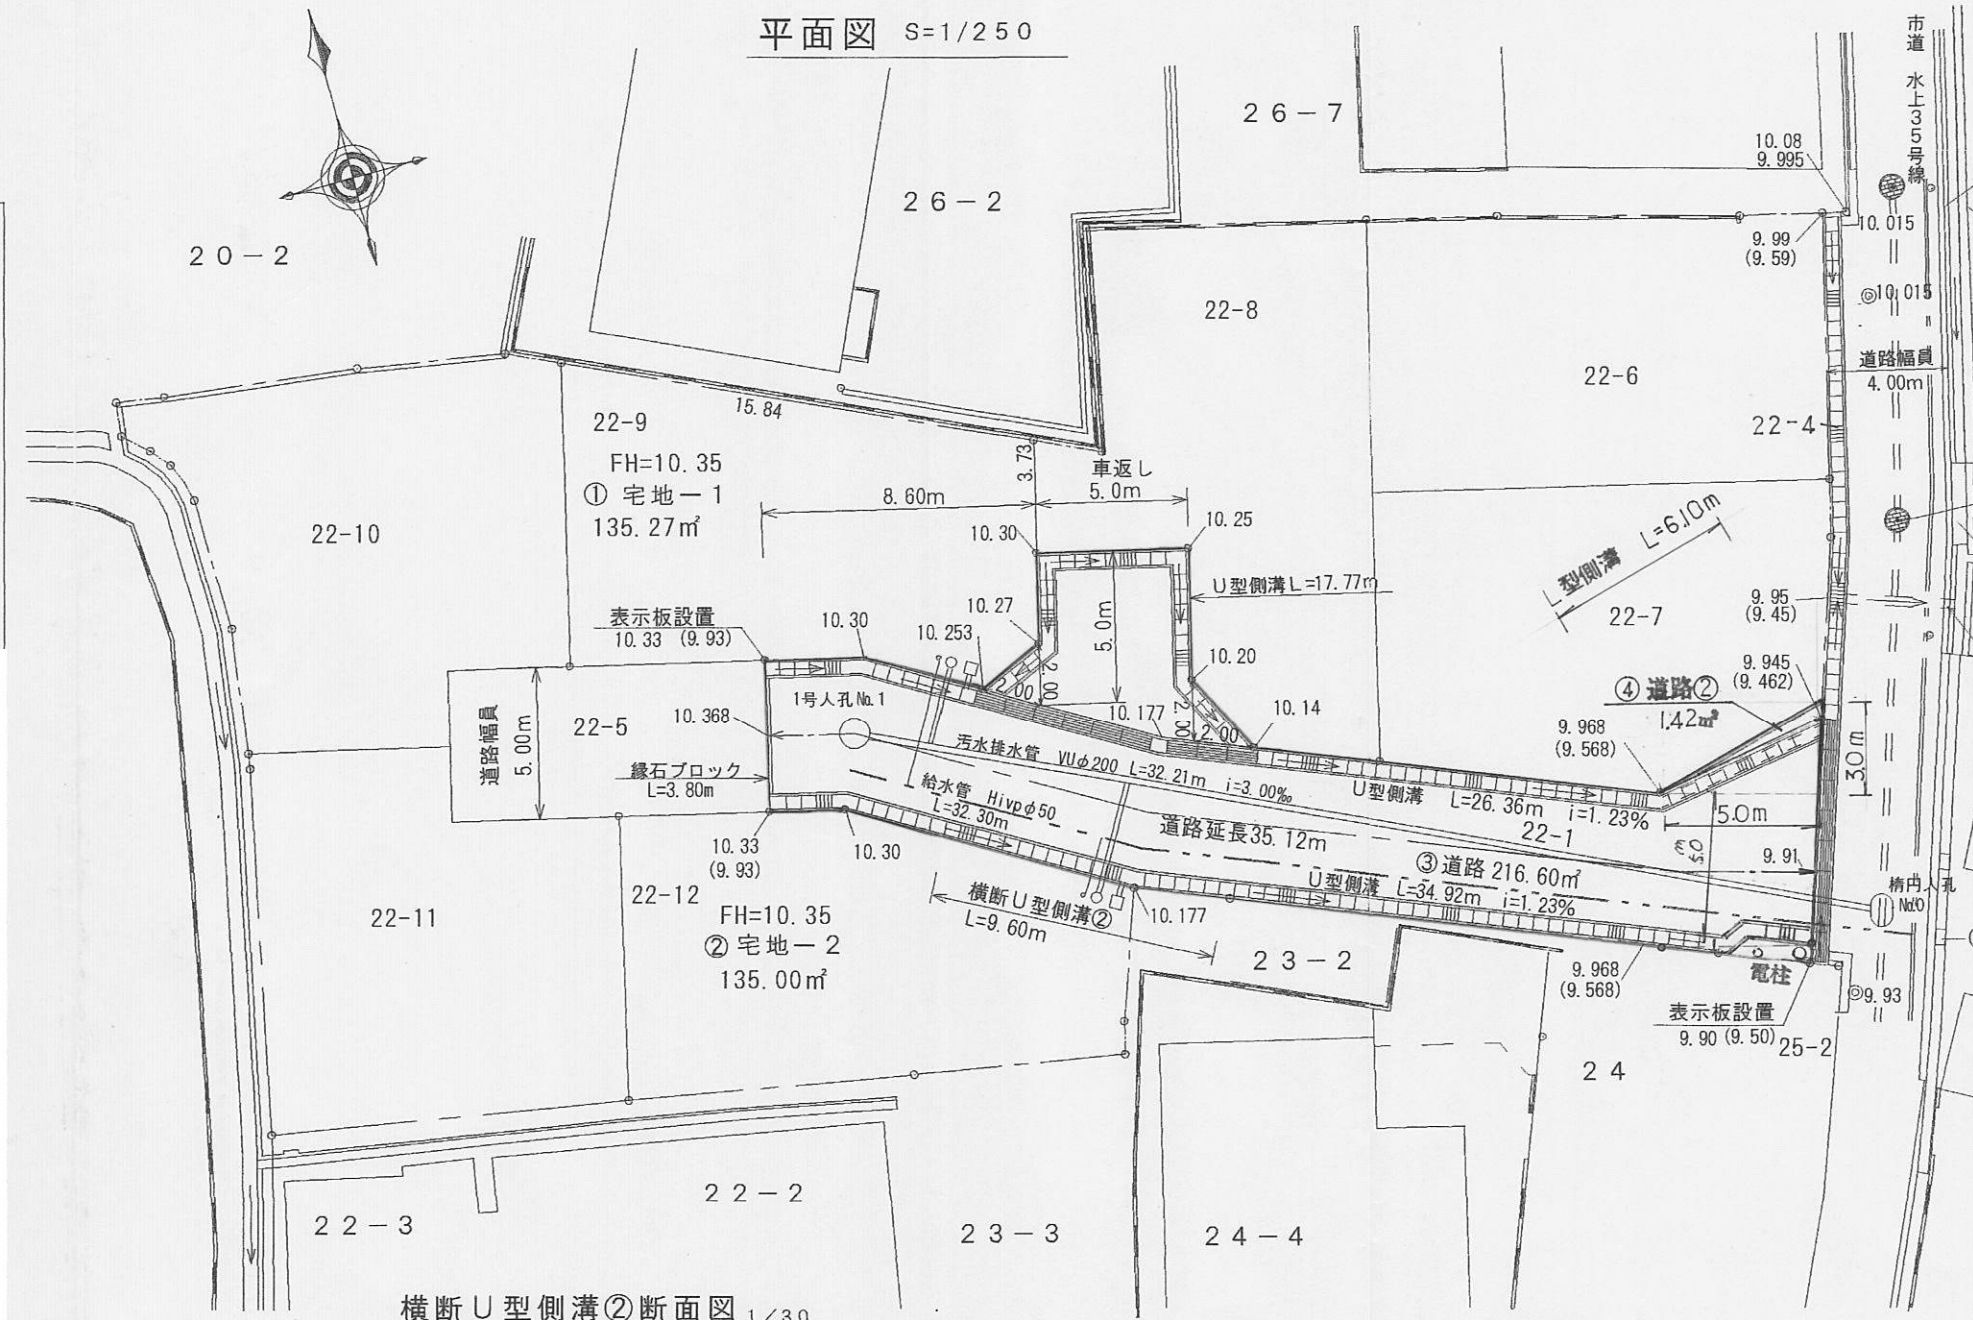 平面図 S=1/250
市道 水上35号線
26-7
10.08
9.995
26-2
20-2
10.015
9.99
(9.59)
10.015
22-8
道路幅員
4.00m
22-6
15.84
22-9
22-4
FH=10.35
① 宅地-1
135.27㎡
3.73
車返し
5.0m
8.60m
22-10
10.30
10.25
L型側溝 L=6.10m
U型側溝L=17.77m
表示板設置
10.33 (9.93)
10.30
10.27
10.253
5.0m
9.95
(9.45)
22-7
10.20
9.945
(9.462)
④ 道路②
1.42㎡
2.00
2.00
1号人孔No.1
道路幅員
5.00m
22-5
10.368
10.177
2.00
2.00
10.14
9.968
(9.568)
3.0m
汚水排水管 VUφ200 L=32.21m i=3.00‰
縁石ブロック
L=3.80m
給水管 Hivpφ50
L=32.30m
U型側溝 L=26.36m i=1.23%
22-1
5.0m
道路延長35.12m
5.0m
9.91
10.33
(9.93)
10.30
③道路 216.60㎡
U型側溝 L=34.92m i=1.23%
楕円人孔
No.0
22-12
22-11
横断U型側溝②
L=9.60m
10.177
FH=10.35
② 宅地-2
135.00㎡
23-2
9.968
(9.568)
電柱
9.93
表示板設置
9.90 (9.50)
25-2
24
22-2
22-3
23-3
24-4
横断U型側溝②断面図 1/30